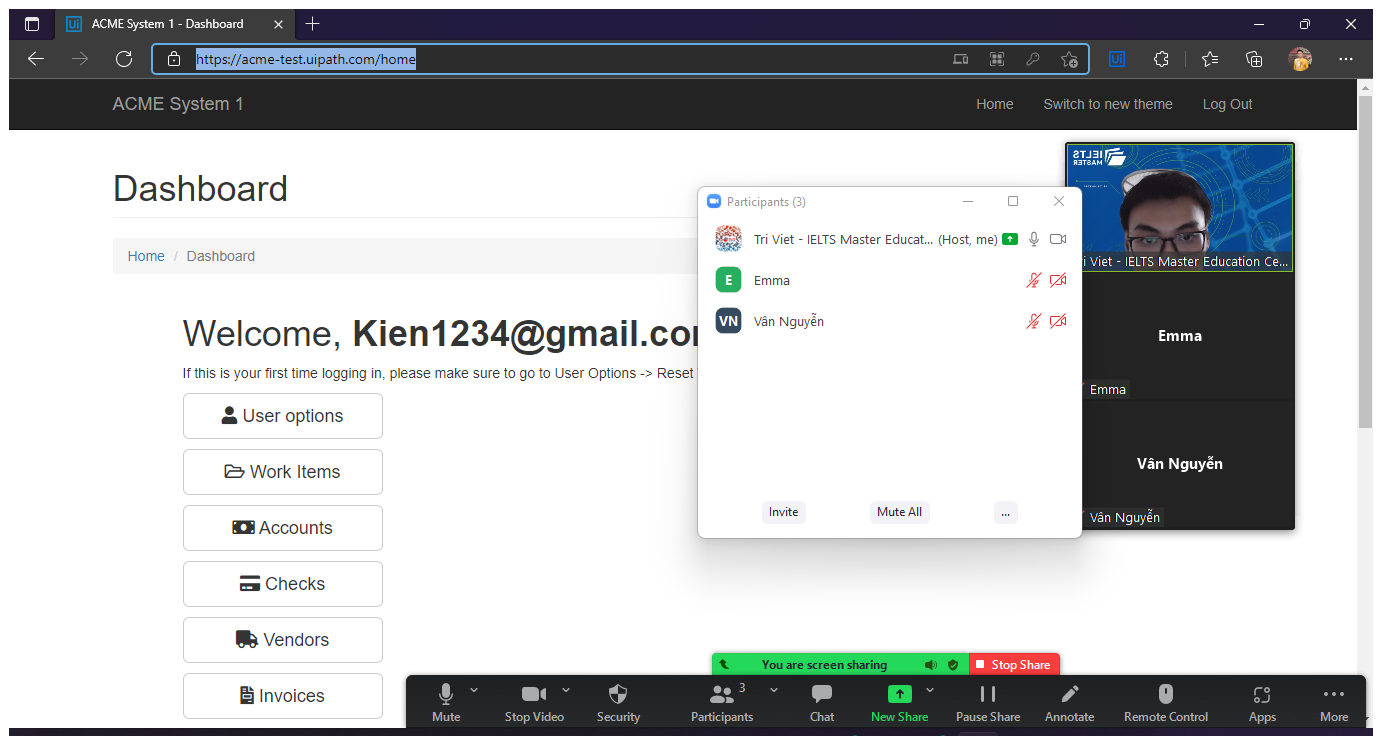 ACME System 1 - Dashboard
https://acme-test.uipath.com/home
Ui
ACME System 1
Home
Switch to new theme
Log Out
Dashboard
Home / Dashboard
Welcome, Kien1234@gmail.co
If this is your first time logging in, please make sure to go to User Options -> Reset
User options
Work Items
Accounts
Checks
Vendors
Invoices
Participants (3)
Tri Viet - IELTS Master Educat... (Host, me)
E Emma
VN Vân Nguyễn
Invite
Mute All
...
IELTS
MASTER
ri Viet - IELTS Master Education Ce...
Emma
Emma
Vân Nguyễn
Vân Nguyễn
You are screen sharing
Stop Share
Mute
Stop Video
Security
3
Participants
Chat
New Share
Pause Share
Annotate
Remote Control
Apps
More